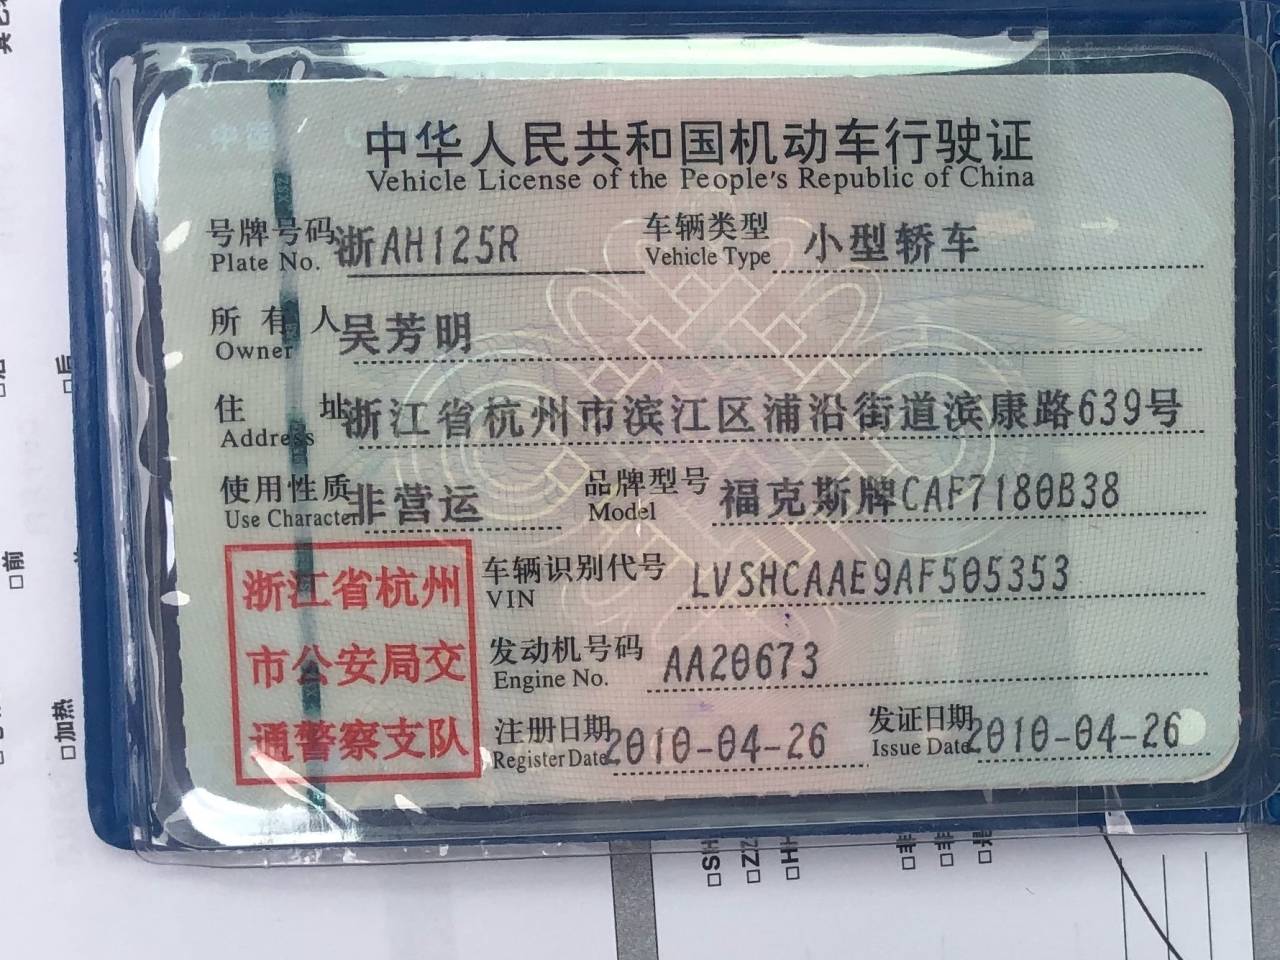 中华人民共和国机动车行驶证
Vehicle License of the People's Republic of China
号牌号码 浙AH125R 车辆类型 小型轿车
Plate No. Vehicle Type
所有人 吴芳明
Owner
住址 浙江省杭州市滨江区浦沿街道滨康路639号
Address
使用性质 非营运 品牌型号 福克斯牌CAF7180B38
Use Character Model
浙江省杭州
市公安局交
通警察支队
车辆识别代号 LVSHCAAE9AF505353
VIN
发动机号码 AA20673
Engine No.
注册日期 2010-04-26 发证日期 2010-04-26
Register Date Issue Date
□后
□前
□加热